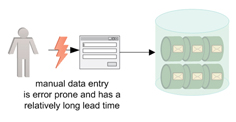 manual data entry
is error prone and has a
relatively long lead time